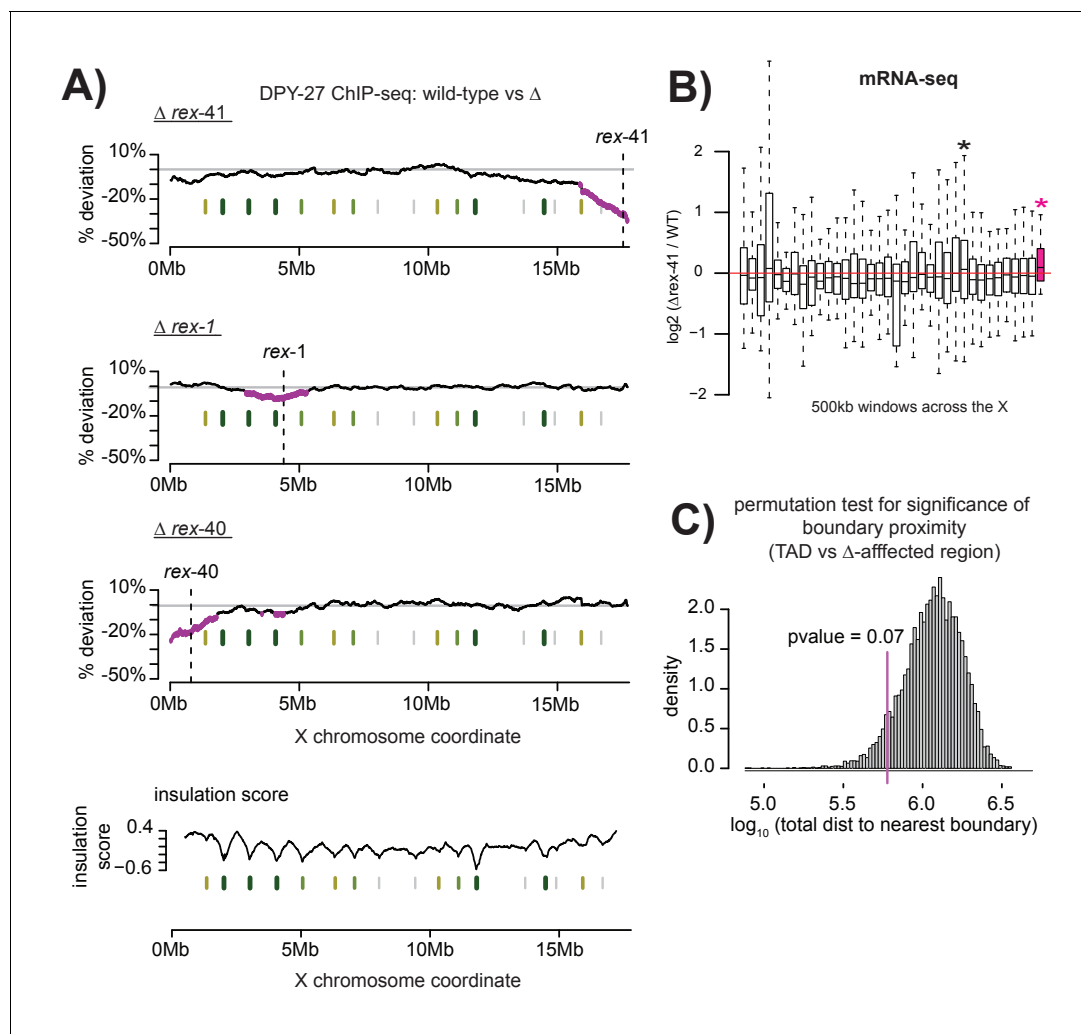 A)
DPY-27 ChIP-seq: wild-type vs Δ
Δ rex-41
rex-41
% deviation
10%
-20%
-50%
0Mb 5Mb 10Mb 15Mb
Δ rex-1
rex-1
% deviation
10%
-20%
-50%
0Mb 5Mb 10Mb 15Mb
Δ rex-40
rex-40
% deviation
10%
-20%
-50%
0Mb 5Mb 10Mb 15Mb
X chromosome coordinate
insulation score
insulation
score
0.4
−0.6
0Mb 5Mb 10Mb 15Mb
X chromosome coordinate
B)
mRNA-seq
*
*
log2 (Δrex-41 / WT)
2
1
0
−1
−2
500kb windows across the X
C)
permutation test for significance of
boundary proximity
(TAD vs Δ-afffected region)
pvalue = 0.07
density
2.0
1.0
0.0
5.0 5.5 6.0 6.5
log10 (total dist to nearest boundary)